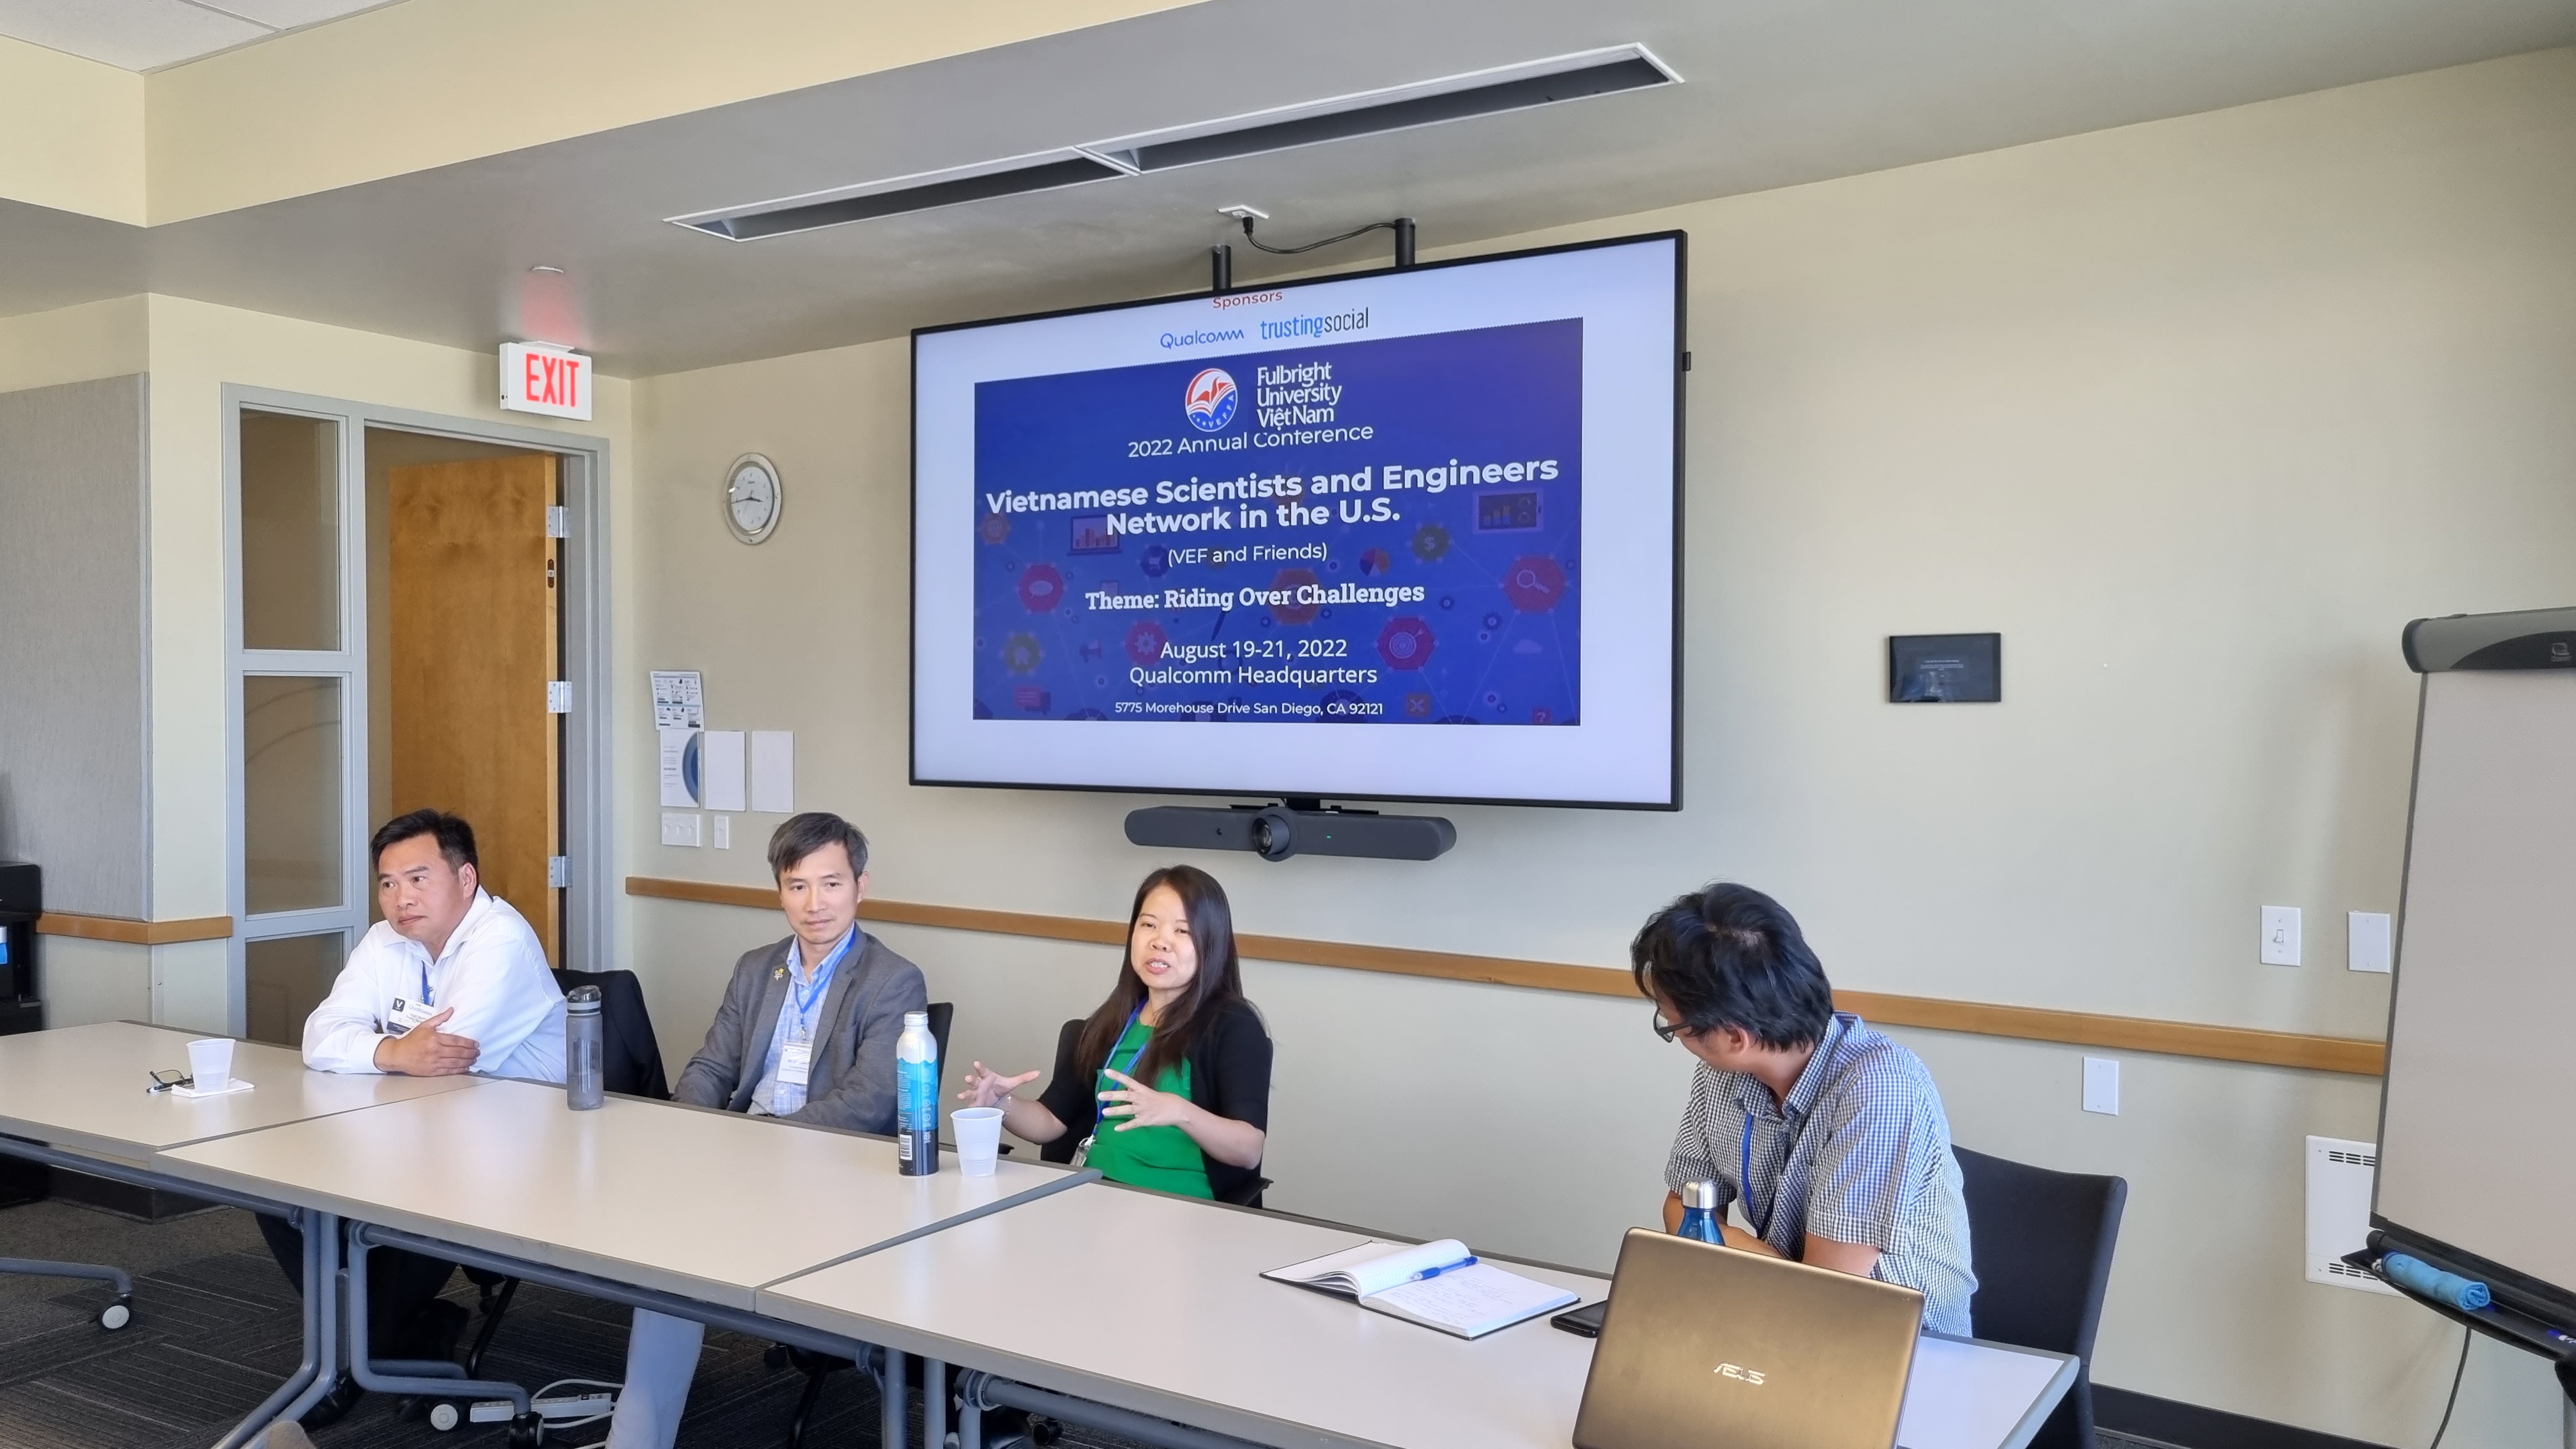 Sponsors
Qualcomm trustingsocial
Fulbright
University
ViệtNam
VEFFA
2022 Annual Conference
Vietnamese Scientists and Engineers
Network in the U.S.
(VEF and Friends)
Theme: Riding Over Challenges
August 19-21, 2022
Qualcomm Headquarters
5775 Morehouse Drive San Diego, CA 92121
EXIT
ASUS